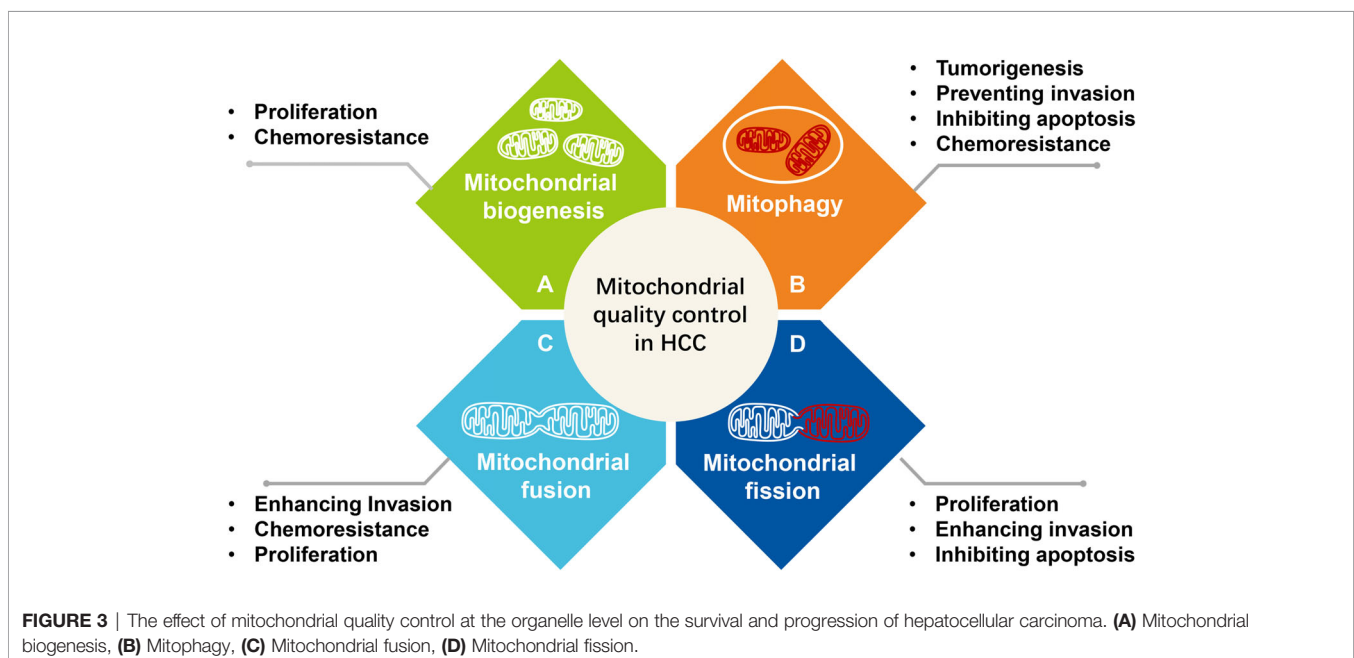 • Proliferation
• Chemoresistance
Mitochondrial
biogenesis
A
• Tumorigenesis
• Preventing invasion
• Inhibiting apoptosis
• Chemoresistance
Mitophagy
B
Mitochondrial
quality control
in HCC
C
Mitochondrial
fusion
• Enhancing Invasion
• Chemoresistance
• Proliferation
D
Mitochondrial
fission
• Proliferation
• Enhancing invasion
• Inhibiting apoptosis
FIGURE 3 | The effect of mitochondrial quality control at the organelle level on the survival and progression of hepatocellular carcinoma. (A) Mitochondrial
biogenesis, (B) Mitophagy, (C) Mitochondrial fusion, (D) Mitochondrial fission.